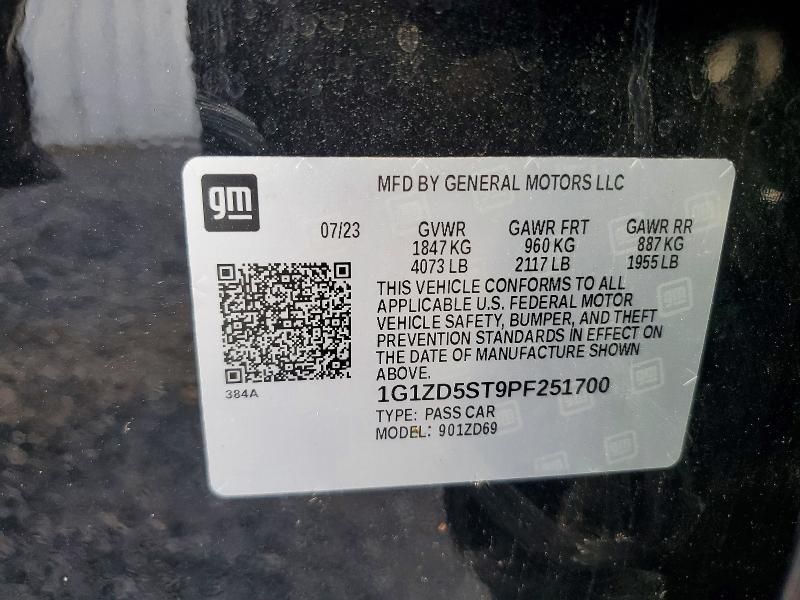 gm
MFD BY GENERAL MOTORS LLC
07/23 GVWR GAWR FRT GAWR RR
1847 KG 960 KG 887 KG
4073 LB 2117 LB 1955 LB
THIS VEHICLE CONFORMS TO ALL
APPLICABLE U.S. FEDERAL MOTOR
VEHICLE SAFETY, BUMPER, AND THEFT
PREVENTION STANDARDS IN EFFECT ON
THE DATE OF MANUFACTURE SHOWN
ABOVE.
384A
1G1ZD5ST9PF251700
TYPE: PASS CAR
MODEL: 901ZD69